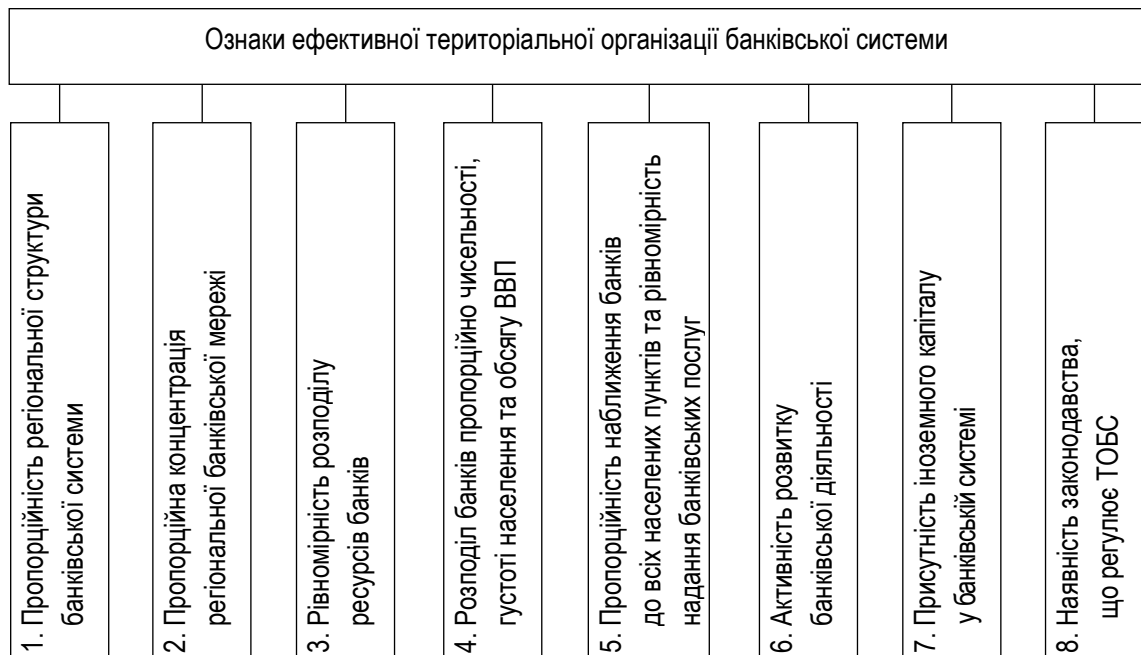 Ознаки ефективної територіальної організації банківської системи
1. Пропорційність регіональної структури
банківської системи
2. Пропорційна концентрація
регіональної банківської мережі
3. Рівномірність розподілу
ресурсів банків
4. Розподіл банків пропорційно чисельності,
густоті населення та обсягу ВВП
5. Пропорційність наближення банків
до всіх населених пунктів та рівномірність
надання банківських послуг
6. Активність розвитку
банківської діяльності
7. Присутність іноземного капіталу
у банківській системі
8. Наявність законодавства,
що регулює ТОБС